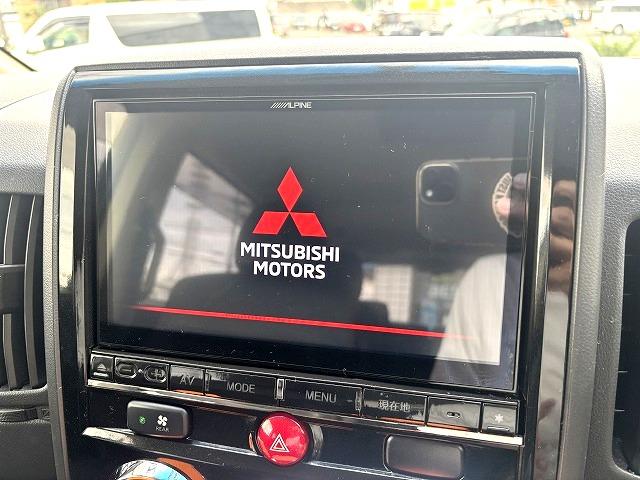 ALPINE
MITSUBISHI
MOTORS
AV
MODE
MENU
現在地
REAR